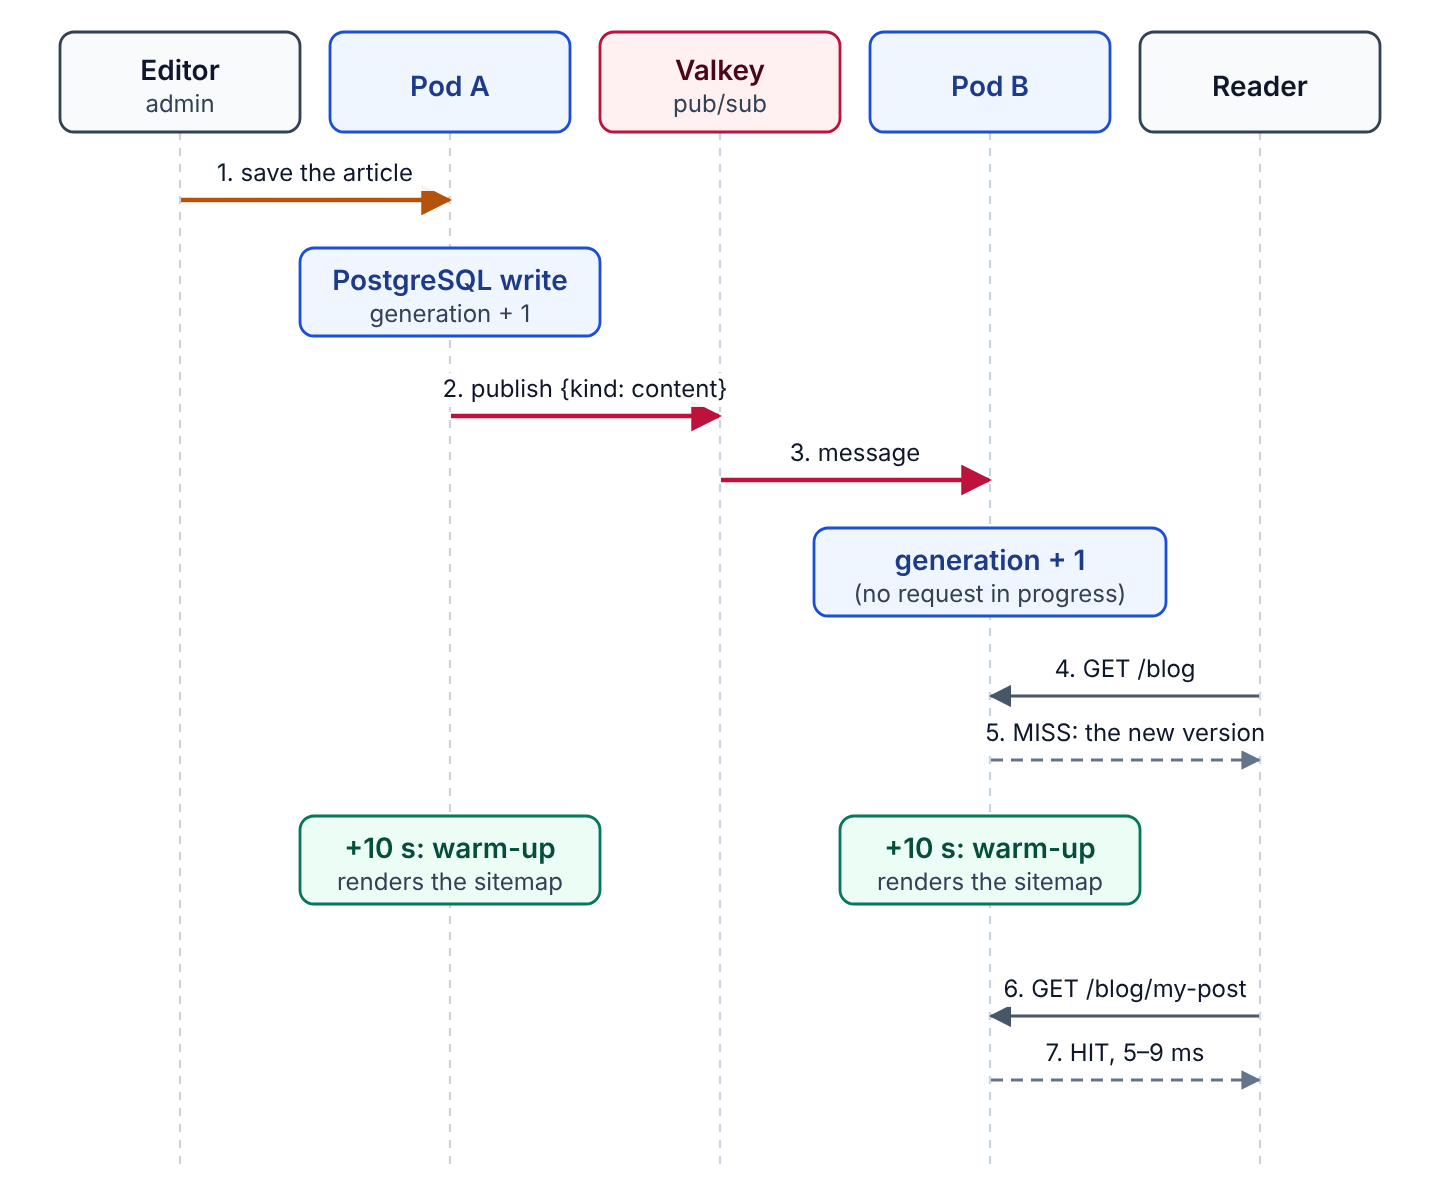 Editor
admin
Pod A
Valkey
pub/sub
Pod B
Reader
1. save the article
PostgreSQL write
generation + 1
2. publish {kind: content}
3. message
generation + 1
(no request in progress)
4. GET /blog
5. MISS: the new version
+10 s: warm-up
renders the sitemap
+10 s: warm-up
renders the sitemap
6. GET /blog/my-post
7. HIT, 5–9 ms